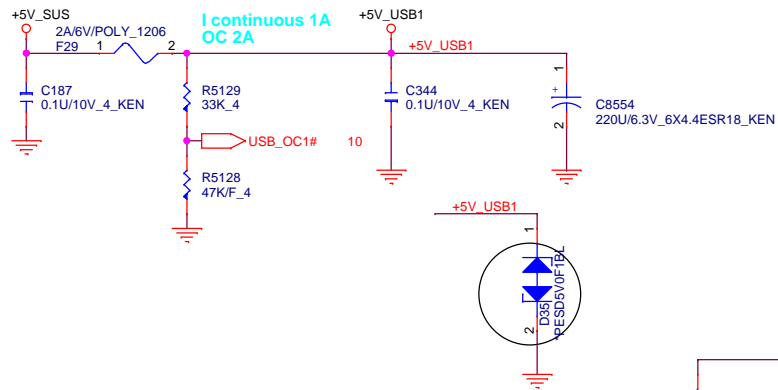 +5V_SUS
2A/6V/POLY_1206
F29
1
2
I continuous 1A
OC 2A
+5V_USB1
+5V_USB1
C187
0.1U/10V_4_KEN
R5129
33K_4
C344
0.1U/10V_4_KEN
1
+
2
C8554
220U/6.3V_6X4.4ESR18_KEN
USB_OC1#
10
R5128
47K/F_4
+5V_USB1
1
2
D35
*PESD5V0F1BL